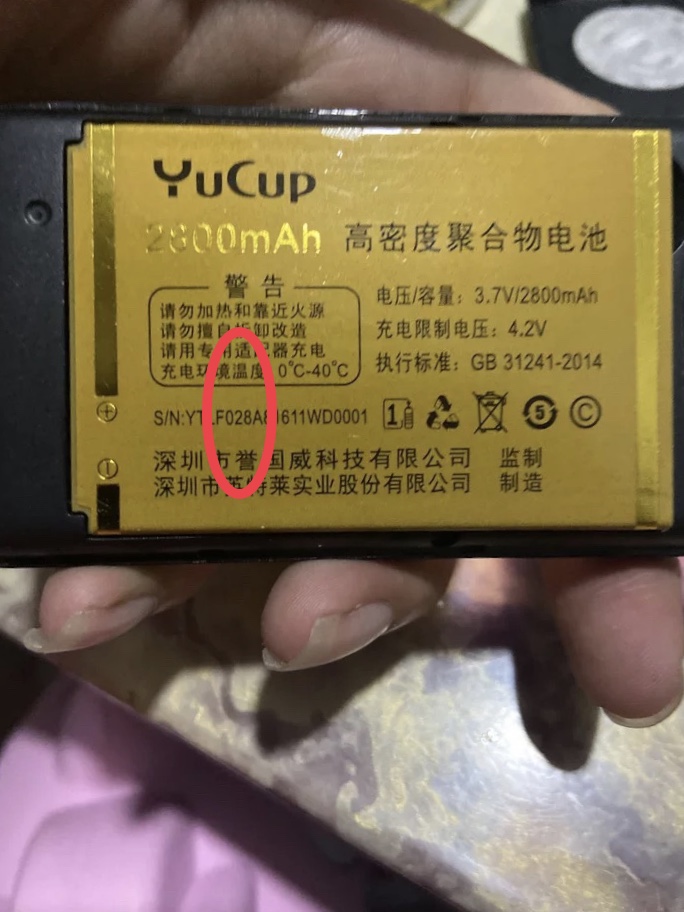 YuCup
2800mAh 高密度聚合物电池
警告
请勿加热和靠近火源
请勿擅自拆卸改造
请用专用适配器充电
充电环境温度 0℃-40℃
电压/容量：3.7V/2800mAh
充电限制电压：4.2V
执行标准：GB 31241-2014
1
5
C
深圳市誉国威科技有限公司 监制
深圳市英特莱实业股份有限公司 制造